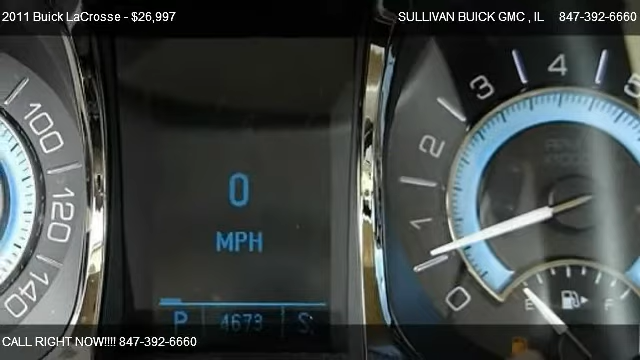 2011 Buick LaCrosse - $26,997
SULLIVAN BUICK GMC , IL 847-392-6660
100
120
140
0
MPH
P 4673 S
0
1
2
3
4
5
E F
CALL RIGHT NOW!!!! 847-392-6660